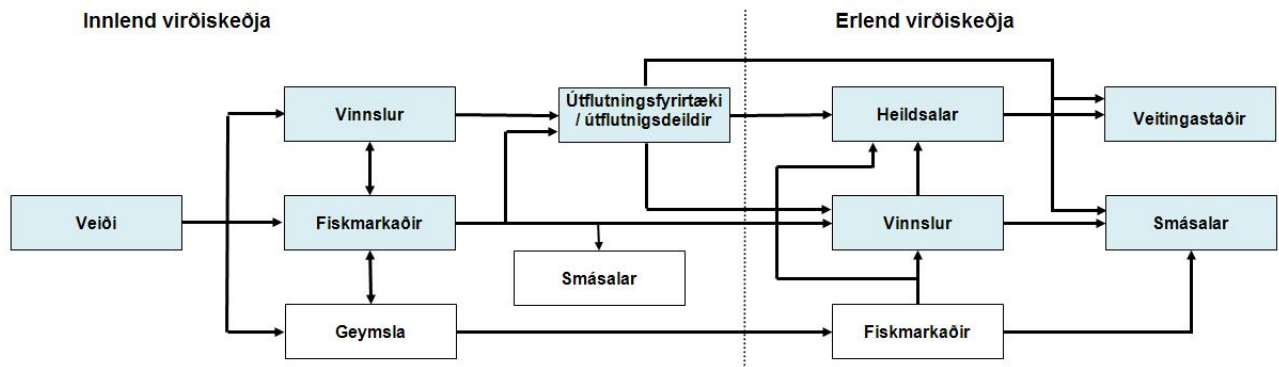 Innlend virðiskeðja
Erlend virðiskeðja
Vinnslur
Útflutningsfyrirtæki
/ útflutnigsdeildir
Heildsalar
Veitingastaðir
Veiði
Fiskmarkaðir
Vinnslur
Smásalar
Smásalar
Geymsla
Fiskmarkaðir